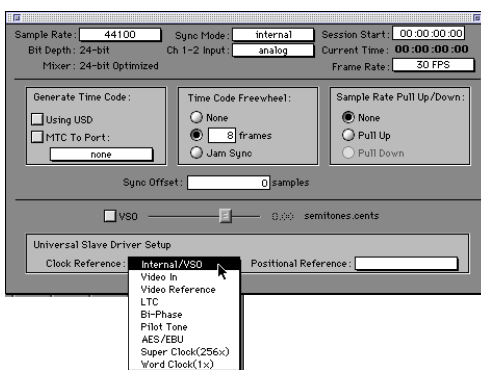 Sample Rate: 44100 Sync Mode: internal Session Start: 00:00:00:00
Bit Depth: 24-bit Ch 1-2 Input: analog Current Time: 00:00:00:00
Mixer: 24-bit Optimized Frame Rate: 30 FPS
Generate Time Code: Time Code Freewheel: Sample Rate Pull Up/Down:
Using USD None None
MTC To Port: 8 frames Pull Up
none Jam Sync Pull Down
Sync Offset: 0 samples
VSO 0.00 semitones.cents
Universal Slave Driver Setup
Clock Reference: Internal/VSO Positional Reference:
Video In
Video Reference
LTC
Bi-Phase
Pilot Tone
AES/EBU
Super Clock(256x)
Word Clock(1x)